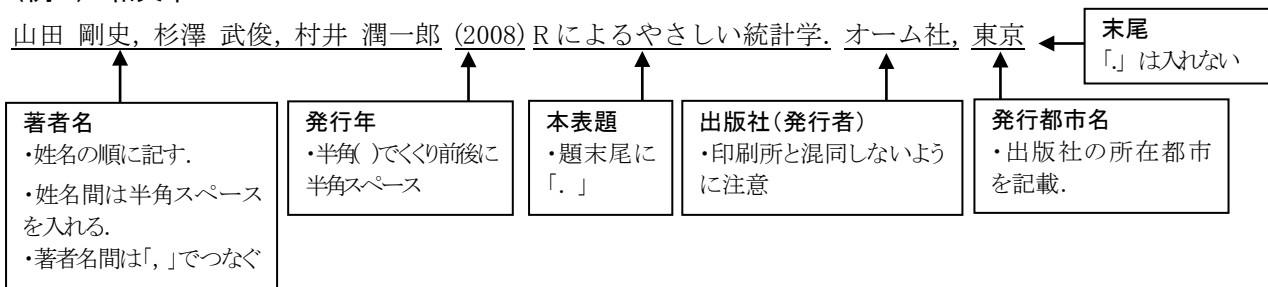 山田 剛史, 杉澤 武俊, 村井 潤一郎 (2008) R によるやさしい統計学. オーム社, 東京
末尾
「.」は入れない
著者名
・姓名の順に記す.
・姓名間は半角スペース
を入れる.
・著者名間は「, 」でつなぐ
発行年
・半角( )でくくり前後に
半角スペース
本表題
・題末尾に
「. 」
出版社（発行者）
・印刷所と混同しないよう
に注意
発行都市名
・出版社の所在都市
を記載.